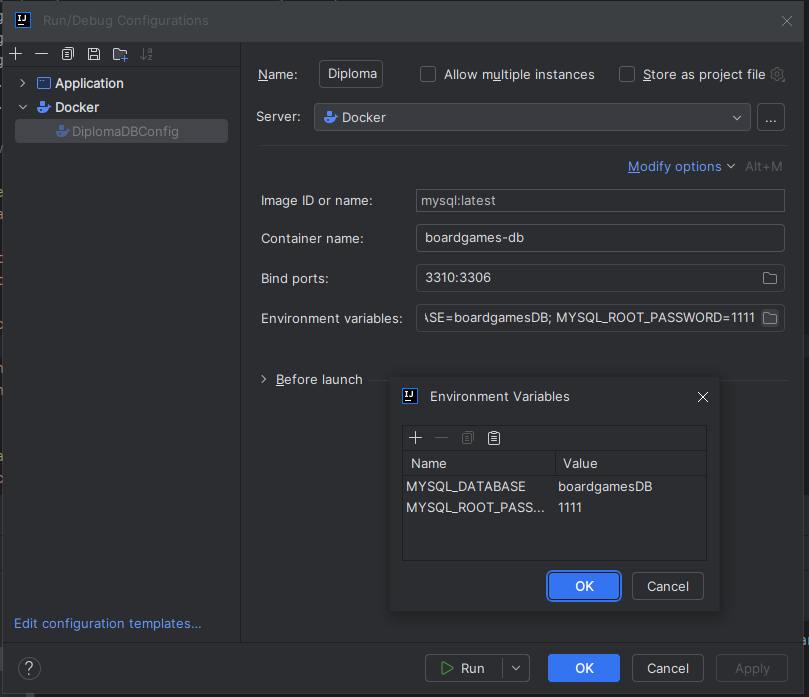 Run/Debug Configurations
Application
Docker
DiplomaDBConfig
Name: Diploma Allow multiple instances Store as project file
Server: Docker ...
Modify options Alt+M
Image ID or name: mysql:latest
Container name: boardgames-db
Bind ports: 3310:3306
Environment variables: ASE=boardgamesDB; MYSQL_ROOT_PASSWORD=1111
Before launch
Environment Variables
Name Value
MYSQL_DATABASE boardgamesDB
MYSQL_ROOT_PASS... 1111
OK Cancel
Edit configuration templates...
? Run OK Cancel Apply